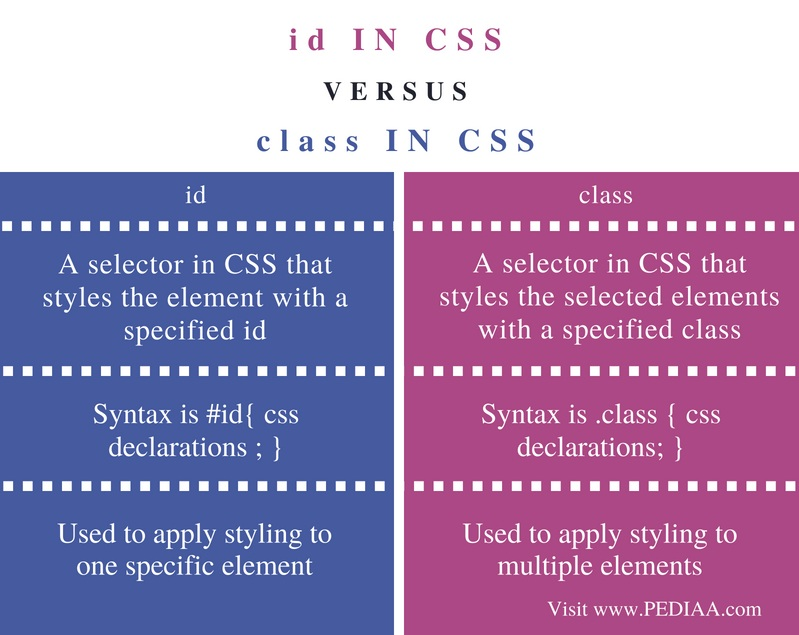 id IN CSS
VERSUS
class IN CSS
id
A selector in CSS that
styles the element with a
specified id
Syntax is #id{ css
declarations ; }
Used to apply styling to
one specific element
class
A selector in CSS that
styles the selected elements
with a specified class
Syntax is .class { css
declarations; }
Used to apply styling to
multiple elements
Visit www.PEDIAA.com